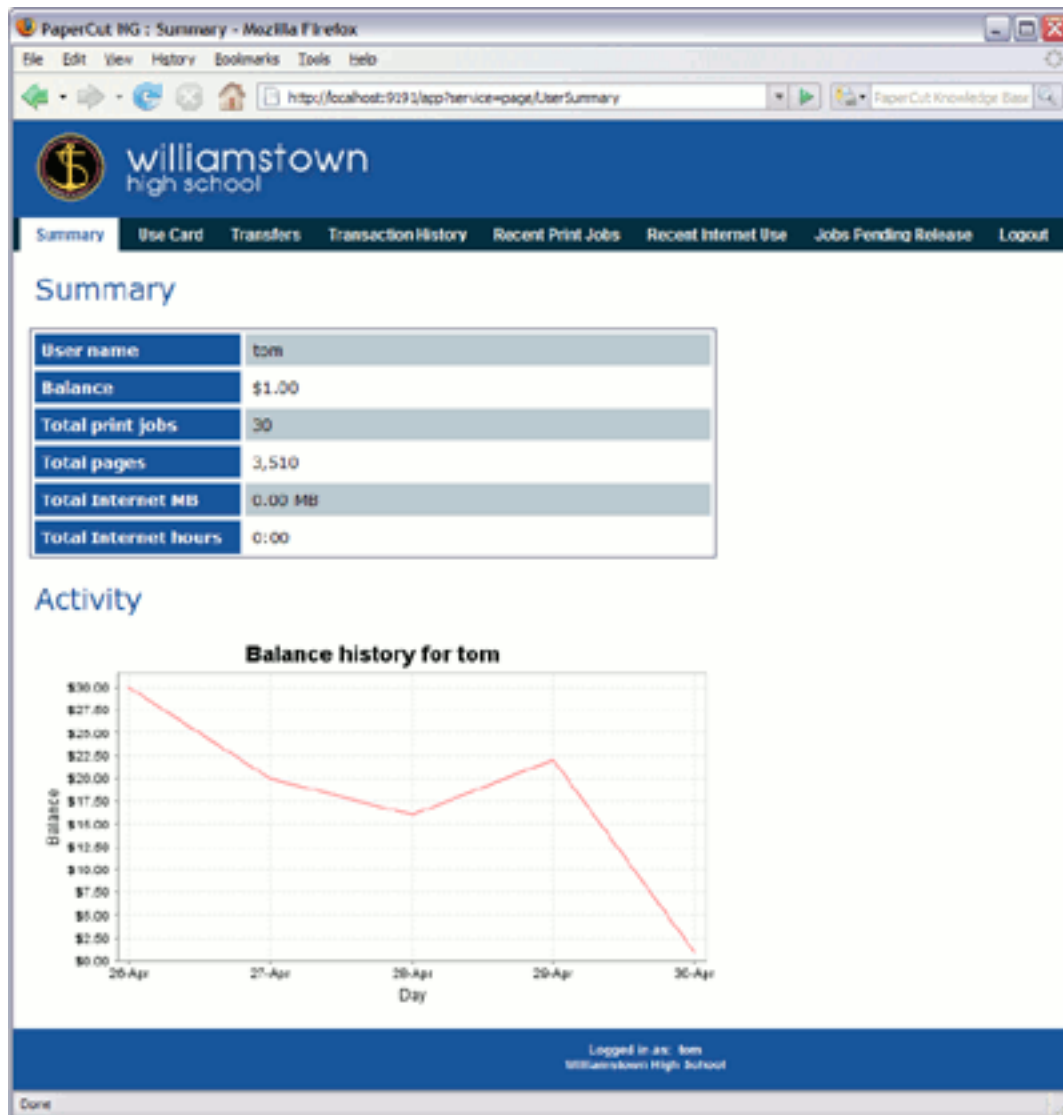 PaperCut NG : Summary - Mozilla Firefox
File Edit View History Bookmarks Tools Help
http://localhost:9191/app?service=page/UserSummary PaperCut Knowledge Base
williamstown
high school
Summary Use Card Transfers Transaction History Recent Print Jobs Recent Internet Use Jobs Pending Release Logout
Summary
User name tom
Balance $1.00
Total print jobs 30
Total pages 3,510
Total Internet MB 0.00 MB
Total Internet hours 0:00
Activity
Balance history for tom
$30.00
$27.50
$25.00
$22.50
$20.00
$17.50
$15.00
$12.50
$10.00
$7.50
$5.00
$2.50
$0.00
Balance
26-Apr 27-Apr 28-Apr 29-Apr 30-Apr
Day
Logged in as: tom
Williamstown High School
Done